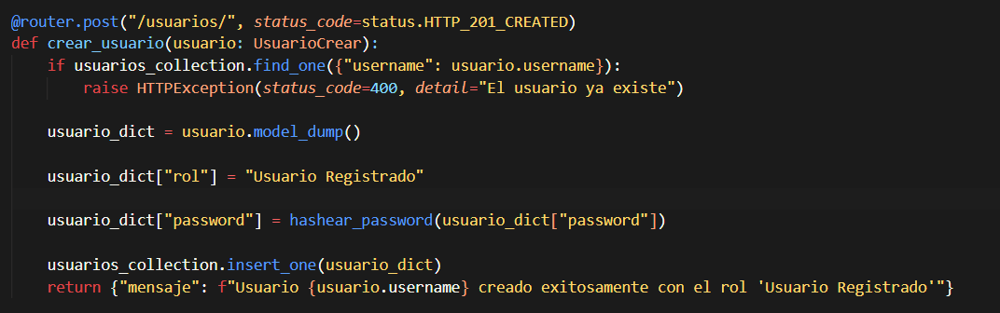 @router.post("/usuarios/", status_code=status.HTTP_201_CREATED)
def crear_usuario(usuario: UsuarioCrear):
    if usuarios_collection.find_one({"username": usuario.username}):
        raise HTTPException(status_code=400, detail="El usuario ya existe")
    usuario_dict = usuario.model_dump()
    usuario_dict["rol"] = "Usuario Registrado"
    usuario_dict["password"] = hashear_password(usuario_dict["password"])
    usuarios_collection.insert_one(usuario_dict)
    return {"mensaje": f"Usuario {usuario.username} creado exitosamente con el rol 'Usuario Registrado'"}